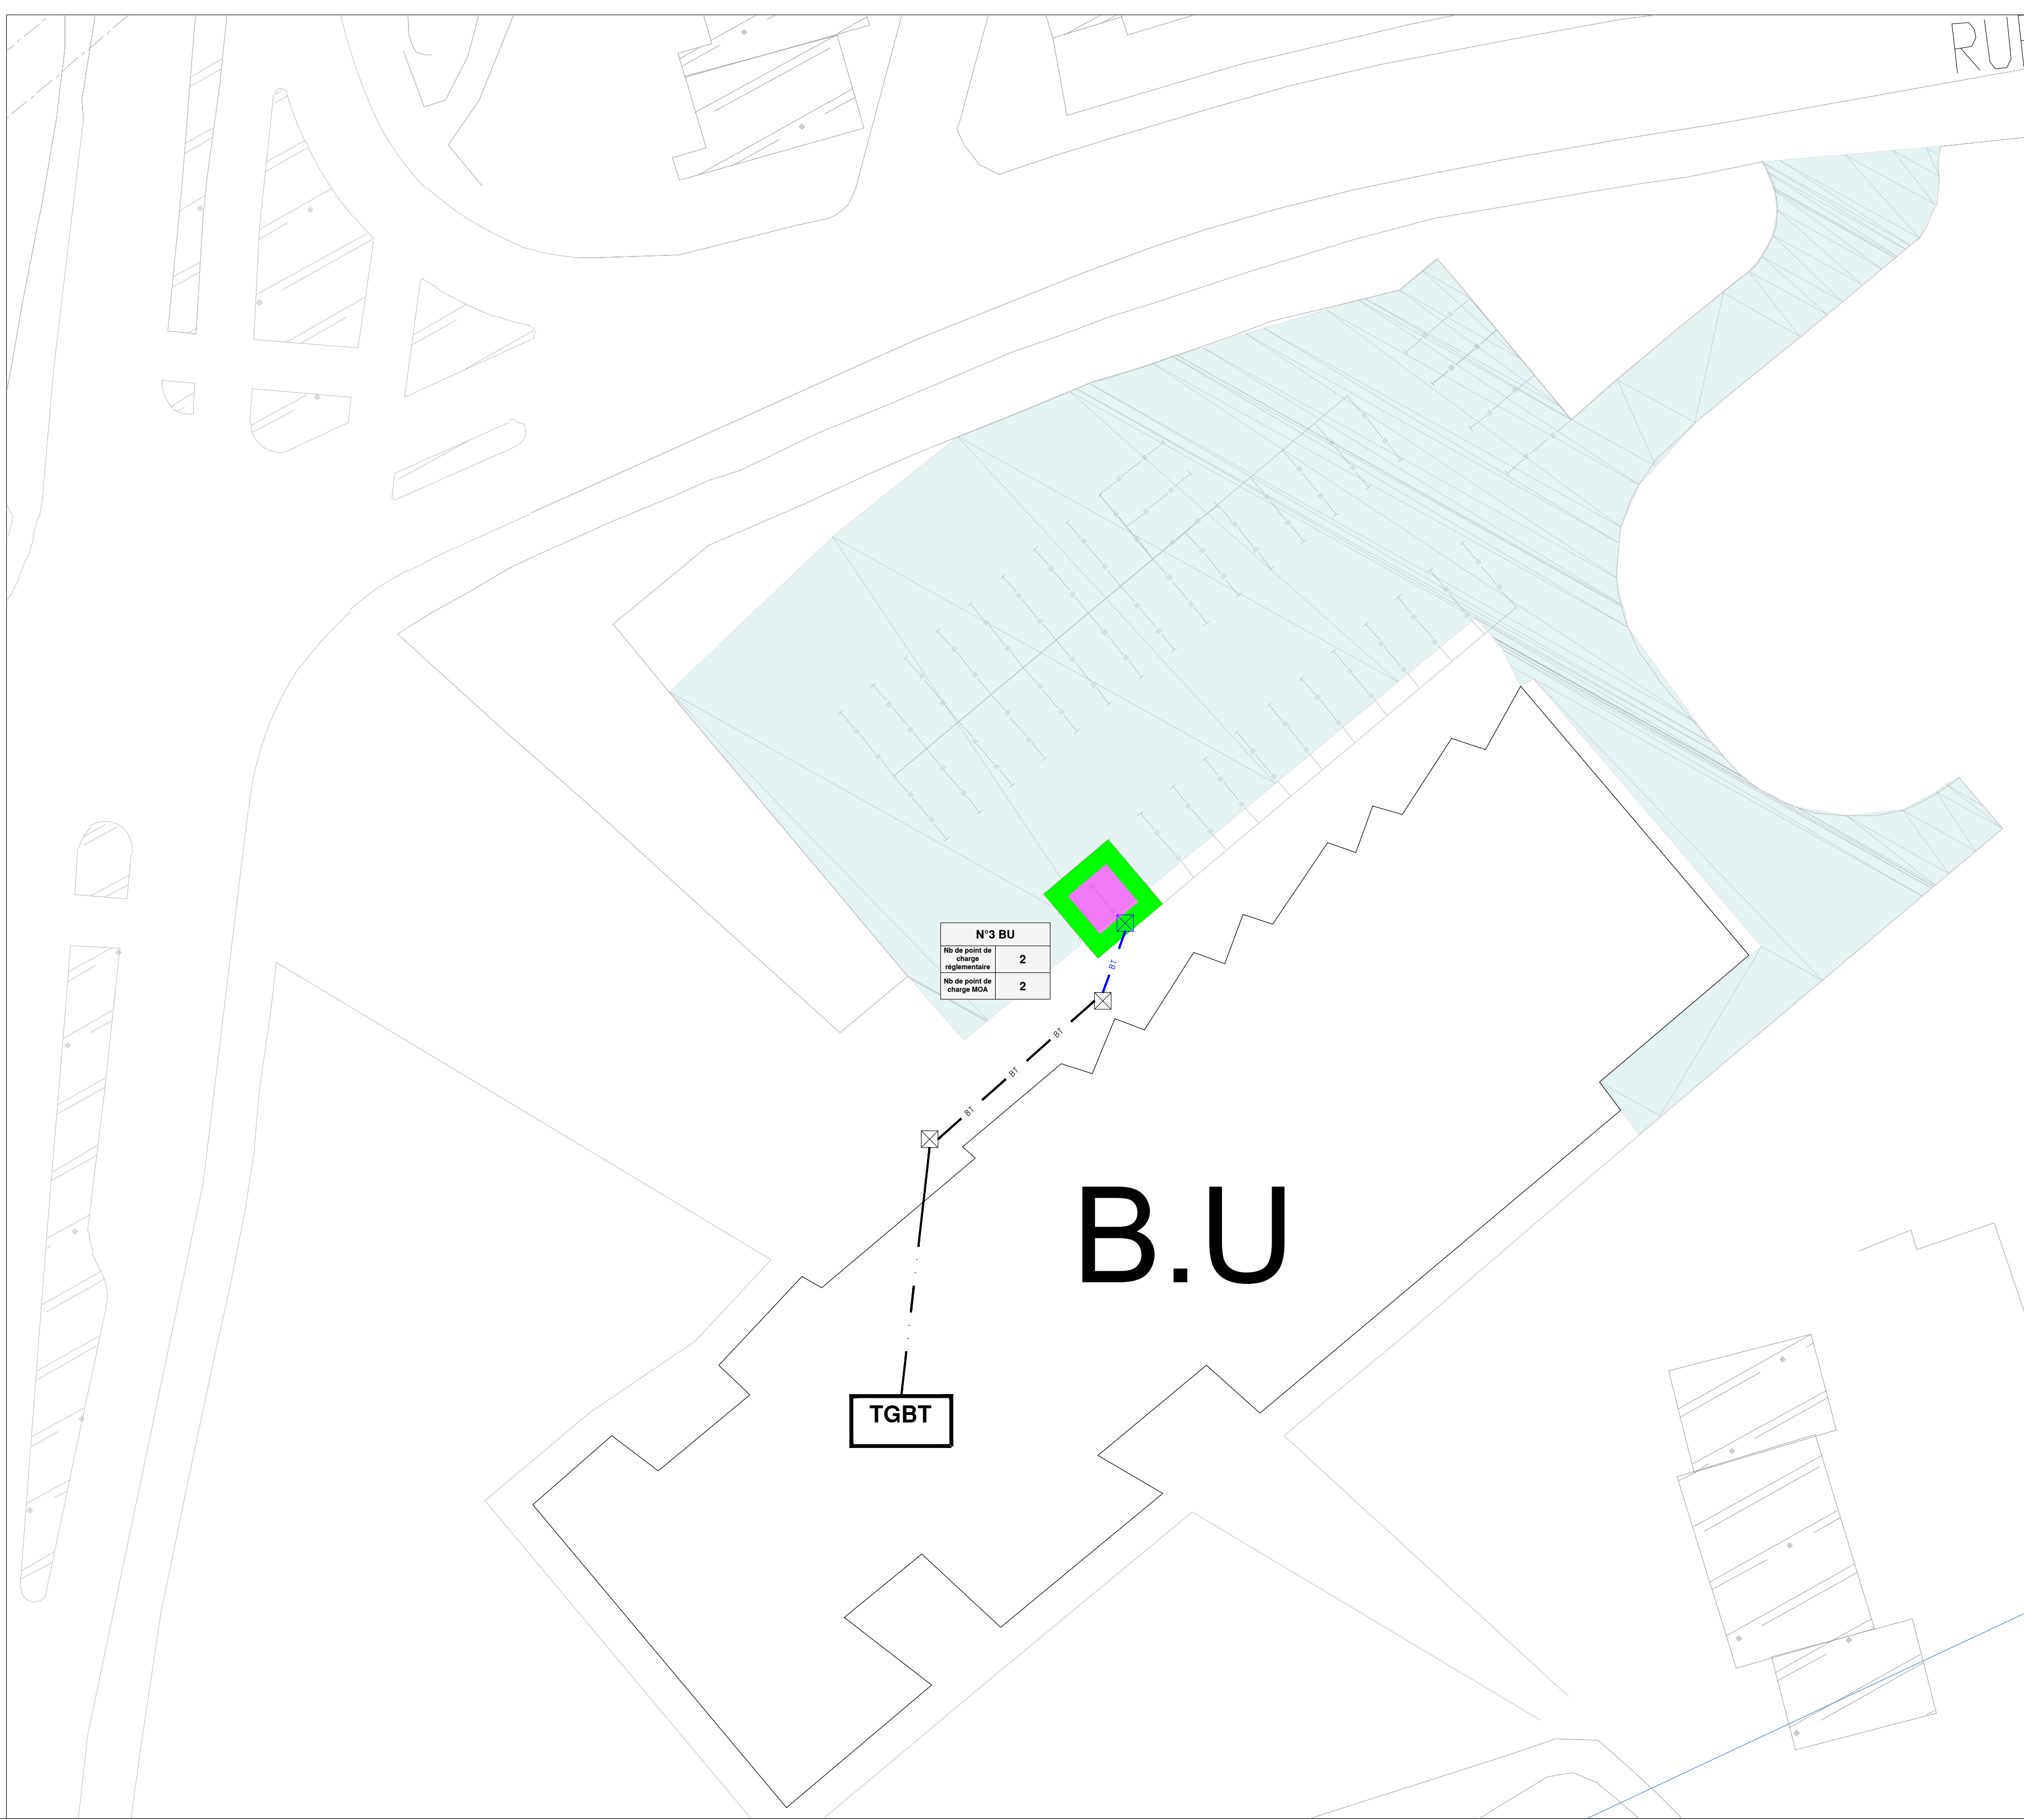 RU
N°3 BU
Nb de point de
charge
réglementaire
2
Nb de point de
charge MOA
2
BT
BT
BT
BT
B.U
TGBT